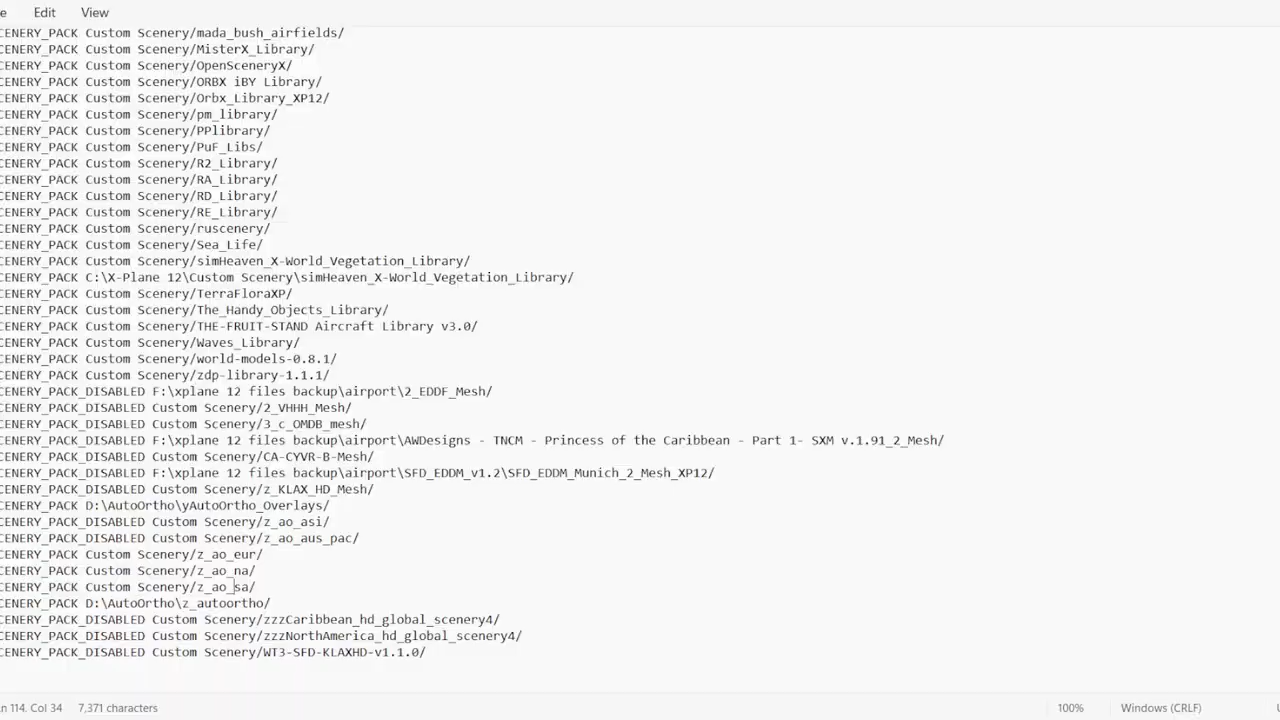 e Edit View
CENERY_PACK Custom Scenery/mada_bush_airfields/
CENERY_PACK Custom Scenery/MisterX_Library/
CENERY_PACK Custom Scenery/OpenSceneryX/
CENERY_PACK Custom Scenery/ORBX iBY Library/
CENERY_PACK Custom Scenery/Orbx_Library_XP12/
CENERY_PACK Custom Scenery/pm_library/
CENERY_PACK Custom Scenery/PPlibrary/
CENERY_PACK Custom Scenery/PuF_Libs/
CENERY_PACK Custom Scenery/R2_Library/
CENERY_PACK Custom Scenery/RA_Library/
CENERY_PACK Custom Scenery/RD_Library/
CENERY_PACK Custom Scenery/RE_Library/
CENERY_PACK Custom Scenery/ruscenery/
CENERY_PACK Custom Scenery/Sea_Life/
CENERY_PACK Custom Scenery/simHeaven_X-World_Vegetation_Library/
CENERY_PACK C:\X-Plane 12\Custom Scenery\simHeaven_X-World_Vegetation_Library/
CENERY_PACK Custom Scenery/TerraFloraXP/
CENERY_PACK Custom Scenery/The_Handy_Objects_Library/
CENERY_PACK Custom Scenery/THE-FRUIT-STAND Aircraft Library v3.0/
CENERY_PACK Custom Scenery/Waves_Library/
CENERY_PACK Custom Scenery/world-models-0.8.1/
CENERY_PACK Custom Scenery/zdp-library-1.1.1/
CENERY_PACK_DISABLED F:\xplane 12 files backup\airport\2_EDDF_Mesh/
CENERY_PACK_DISABLED Custom Scenery/2_VHHH_Mesh/
CENERY_PACK_DISABLED Custom Scenery/3_c_OMDB_mesh/
CENERY_PACK_DISABLED F:\xplane 12 files backup\airport\AWDesigns - TNCM - Princess of the Caribbean - Part 1- SXM v.1.91_2_Mesh/
CENERY_PACK_DISABLED Custom Scenery/CA-CYVR-B-Mesh/
CENERY_PACK_DISABLED F:\xplane 12 files backup\airport\SFD_EDDM_v1.2\SFD_EDDM_Munich_2_Mesh_XP12/
CENERY_PACK_DISABLED Custom Scenery/z_KLAX_HD_Mesh/
CENERY_PACK D:\AutoOrtho\yAutoOrtho_Overlays/
CENERY_PACK_DISABLED Custom Scenery/z_ao_asi/
CENERY_PACK_DISABLED Custom Scenery/z_ao_aus_pac/
CENERY_PACK Custom Scenery/z_ao_eur/
CENERY_PACK Custom Scenery/z_ao_na/
CENERY_PACK Custom Scenery/z_ao_sa/
CENERY_PACK D:\AutoOrtho\z_autoortho/
CENERY_PACK_DISABLED Custom Scenery/zzzCaribbean_hd_global_scenery4/
CENERY_PACK_DISABLED Custom Scenery/zzzNorthAmerica_hd_global_scenery4/
CENERY_PACK_DISABLED Custom Scenery/WT3-SFD-KLAXHD-v1.1.0/
n 114, Col 34 7,371 characters 100% Windows (CRLF)